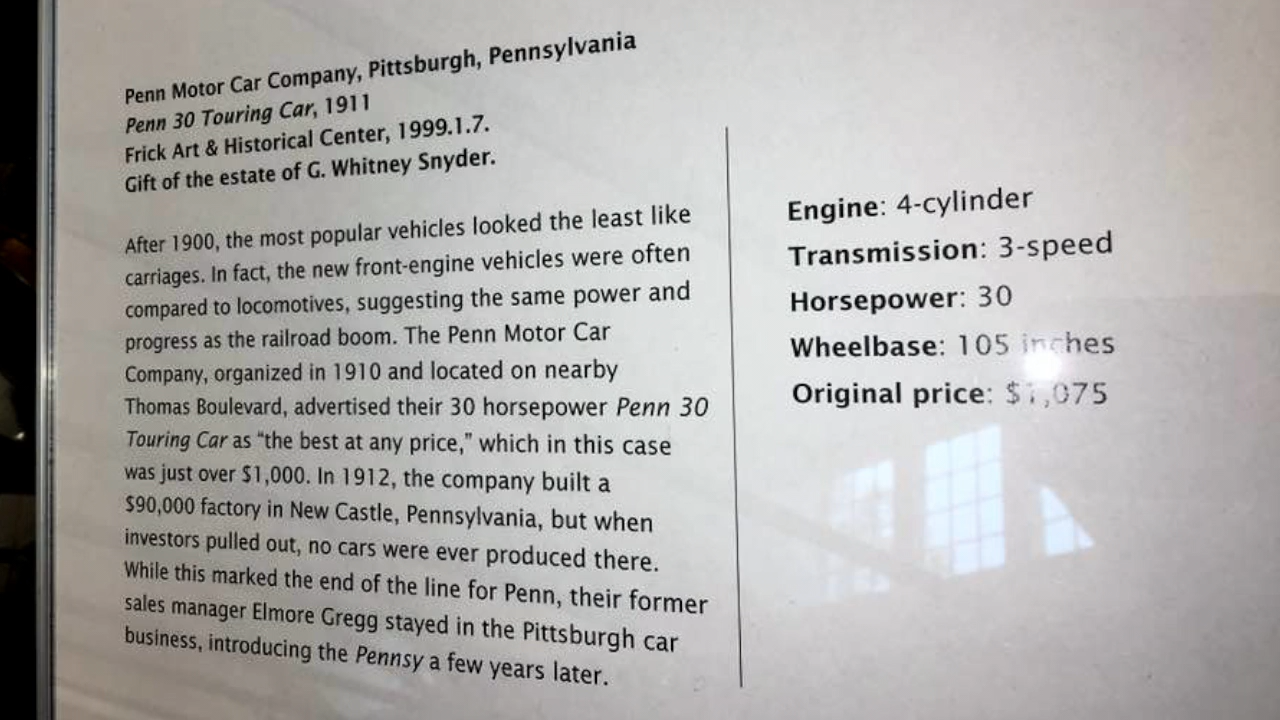 Penn Motor Car Company, Pittsburgh, Pennsylvania
Penn 30 Touring Car, 1911
Frick Art & Historical Center, 1999.1.7.
Gift of the estate of G. Whitney Snyder.
After 1900, the most popular vehicles looked the least like
carriages. In fact, the new front-engine vehicles were often
compared to locomotives, suggesting the same power and
progress as the railroad boom. The Penn Motor Car
Company, organized in 1910 and located on nearby
Thomas Boulevard, advertised their 30 horsepower Penn 30
Touring Car as “the best at any price,” which in this case
was just over $1,000. In 1912, the company built a
$90,000 factory in New Castle, Pennsylvania, but when
investors pulled out, no cars were ever produced there.
While this marked the end of the line for Penn, their former
sales manager Elmore Gregg stayed in the Pittsburgh car
business, introducing the Pennsy a few years later.
Engine: 4-cylinder
Transmission: 3-speed
Horsepower: 30
Wheelbase: 105 inches
Original price: $1,075